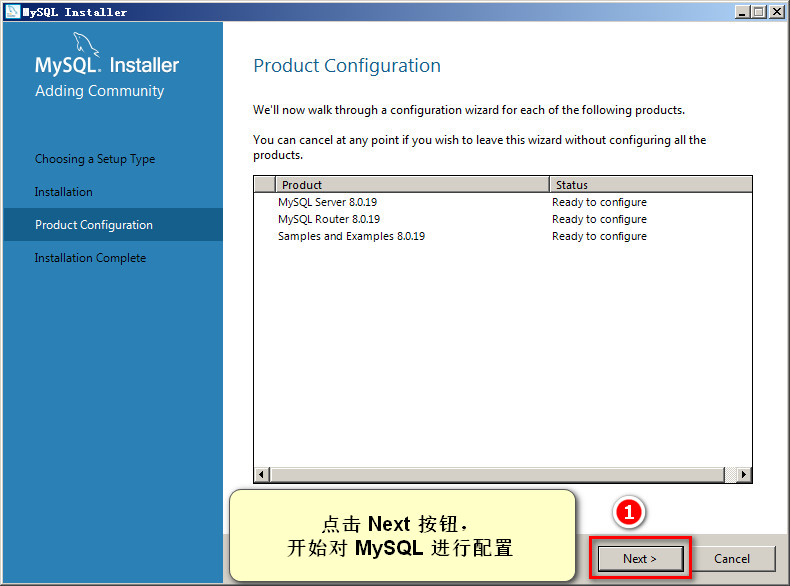 MySQL Installer
MySQL. Installer
Adding Community
Choosing a Setup Type
Installation
Product Configuration
Installation Complete
Product Configuration
We'll now walk through a configuration wizard for each of the following products.
You can cancel at any point if you wish to leave this wizard without configuring all the
products.
Product Status
MySQL Server 8.0.19 Ready to configure
MySQL Router 8.0.19 Ready to configure
Samples and Examples 8.0.19 Ready to configure
点击 Next 按钮，
开始对 MySQL 进行配置
1
Next > Cancel